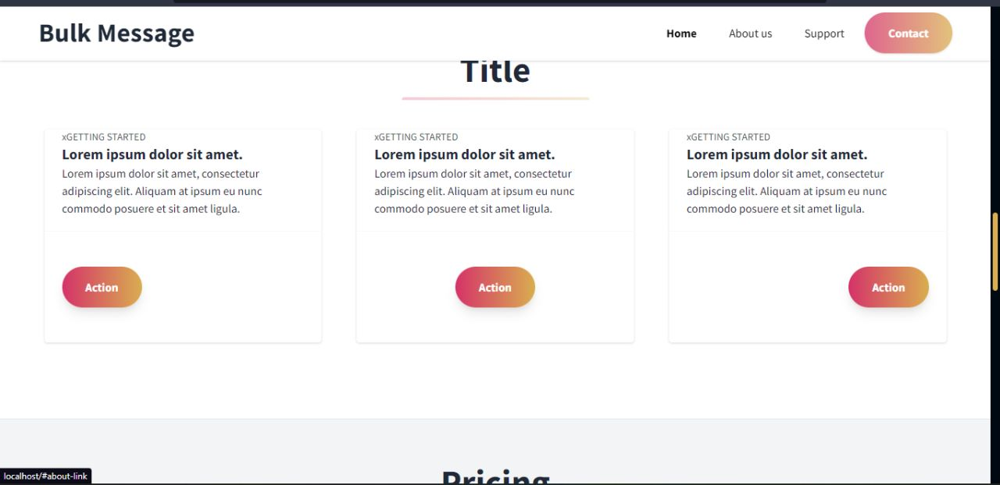 Bulk Message
Home
About us
Support
Contact
Title
xGETTING STARTED
Lorem ipsum dolor sit amet.
Lorem ipsum dolor sit amet, consectetur
adipiscing elit. Aliquam at ipsum eu nunc
commodo posuere et sit amet ligula.
Action
xGETTING STARTED
Lorem ipsum dolor sit amet.
Lorem ipsum dolor sit amet, consectetur
adipiscing elit. Aliquam at ipsum eu nunc
commodo posuere et sit amet ligula.
Action
xGETTING STARTED
Lorem ipsum dolor sit amet.
Lorem ipsum dolor sit amet, consectetur
adipiscing elit. Aliquam at ipsum eu nunc
commodo posuere et sit amet ligula.
Action
Pricing
localhost/#about-link